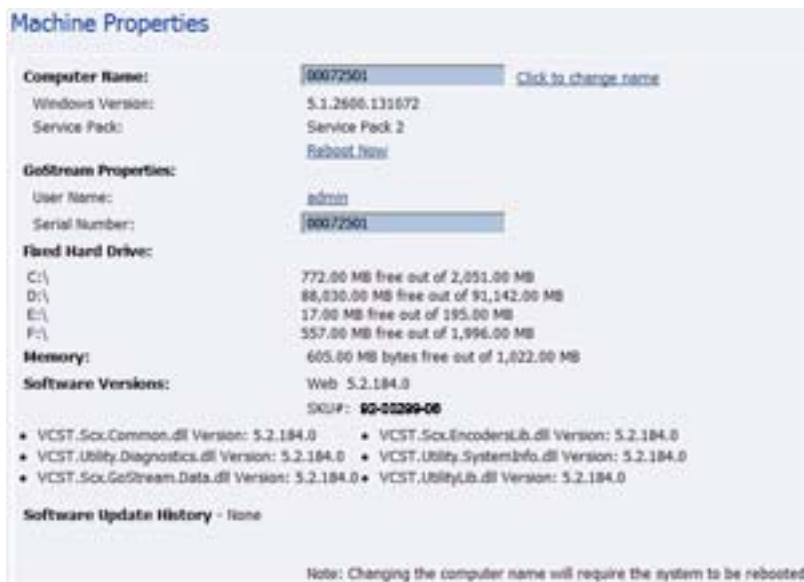 Machine Properties
Computer Name: 00072501 Click to change name
Windows Version: 5.1.2600.131072
Service Pack: Service Pack 2
Reboot Now
GoStream Properties:
User Name: admin
Serial Number: 00072501
Fixed Hard Drive:
C:\ 772.00 MB free out of 2,051.00 MB
D:\ 88,030.00 MB free out of 91,142.00 MB
E:\ 17.00 MB free out of 195.00 MB
F:\ 557.00 MB free out of 1,996.00 MB
Memory: 605.00 MB bytes free out of 1,022.00 MB
Software Versions: Web 5.2.184.0
SKU#: 92-03299-06
• VCST.Scx.Common.dll Version: 5.2.184.0 • VCST.Scx.EncodersLib.dll Version: 5.2.184.0
• VCST.Utility.Diagnostics.dll Version: 5.2.184.0 • VCST.Utility.SystemInfo.dll Version: 5.2.184.0
• VCST.Scx.GoStream.Data.dll Version: 5.2.184.0 • VCST.UtilityLib.dll Version: 5.2.184.0
Software Update History - None
Note: Changing the computer name will require the system to be rebooted